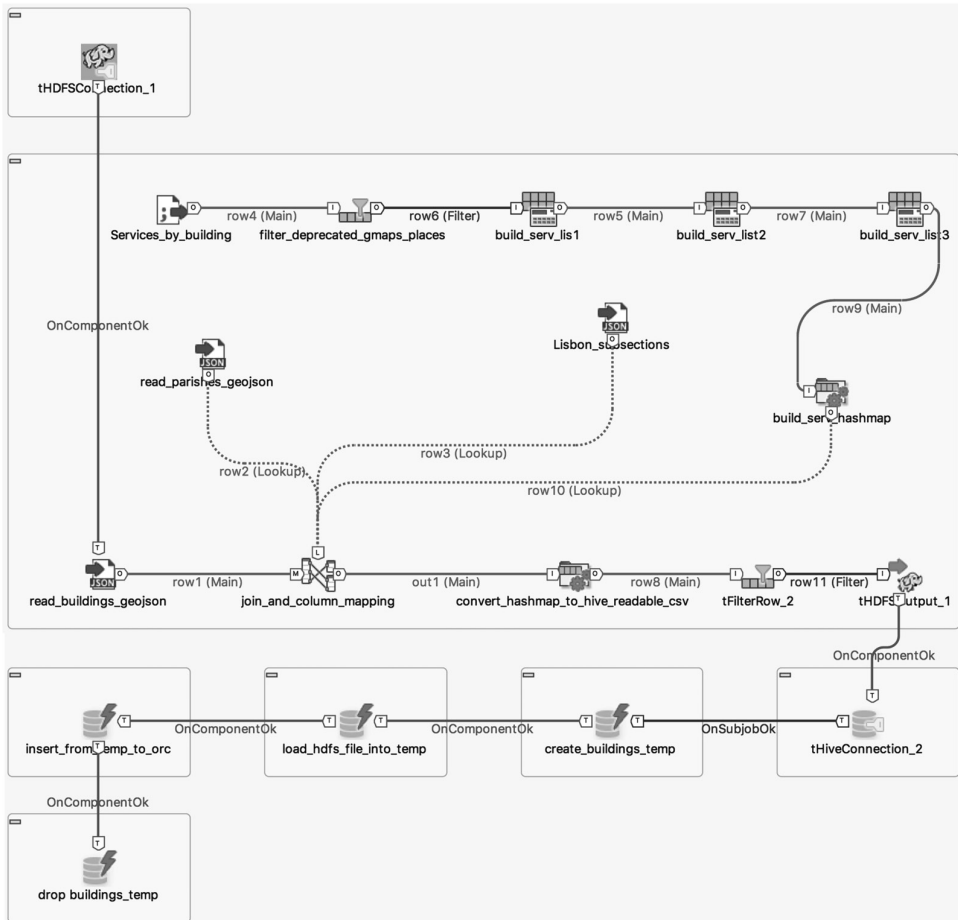 tHDFSConnection_1
OnComponentOk
Services_by_building
row4 (Main)
filter_deprecated_gmaps_places
row6 (Filter)
build_serv_lis1
row5 (Main)
build_serv_list2
row7 (Main)
build_serv_list3
row9 (Main)
read_parishes_geojson
Lisbon_subsections
build_serv_hashmap
row2 (Lookup)
row3 (Lookup)
row10 (Lookup)
read_buildings_geojson
row1 (Main)
join_and_column_mapping
out1 (Main)
convert_hashmap_to_hive_readable_csv
row8 (Main)
tFilterRow_2
row11 (Filter)
tHDFSOutput_1
OnComponentOk
insert_from_temp_to_orc
OnComponentOk
load_hdfs_file_into_temp
OnComponentOk
create_buildings_temp
OnSubjobOk
tHiveConnection_2
OnComponentOk
drop buildings_temp